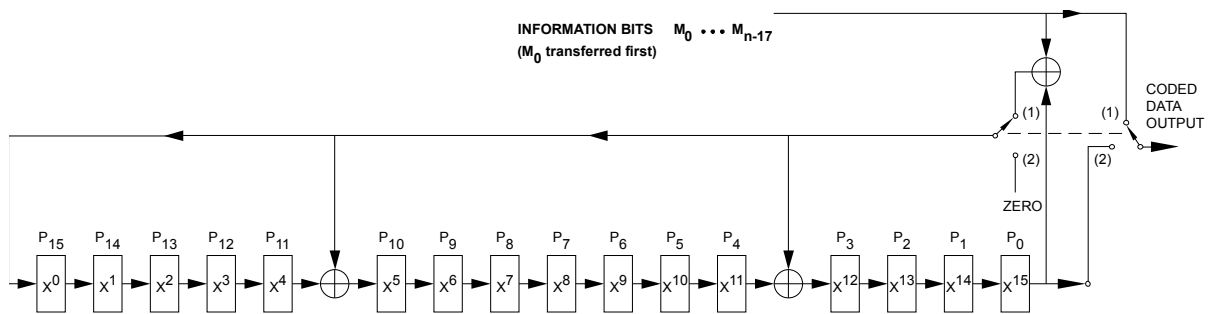 INFORMATION BITS M0 ••• Mn-17
(M0 transferred first)
CODED
DATA
OUTPUT
(1)
(1)
(2)
(2)
ZERO
P15 P14 P13 P12 P11 P10 P9 P8 P7 P6 P5 P4 P3 P2 P1 P0
X0 X1 X2 X3 X4 X5 X6 X7 X8 X9 X10 X11 X12 X13 X14 X15